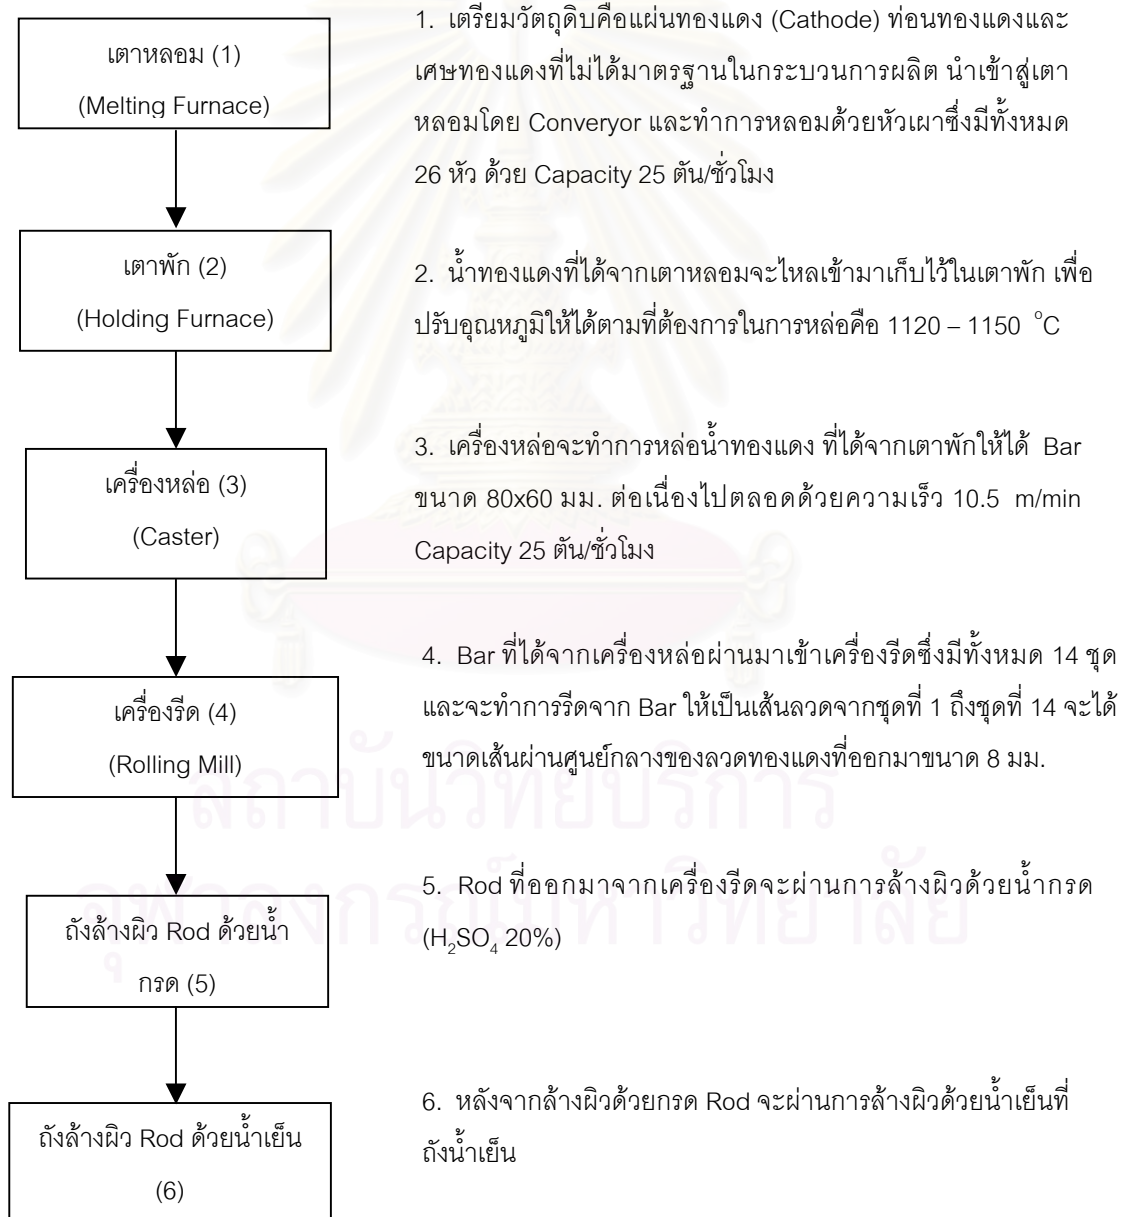 เตาหลอม (1)
(Melting Furnace)
1. เตรียมวัตถุดิบคือแผ่นทองแดง (Cathode) ท่อนทองแดงและ
เศษทองแดงที่ไม่ได้มาตรฐานในกระบวนการผลิต นำเข้าสู่เตา
หลอมโดย Converyor และทำการหลอมด้วยหัวเผาซึ่งมีทั้งหมด
26 หัว ด้วย Capacity 25 ตัน/ชั่วโมง
เตาพัก (2)
(Holding Furnace)
2. น้ำทองแดงที่ได้จากเตาหลอมจะไหลเข้ามาเก็บไว้ในเตาพัก เพื่อ
ปรับอุณหภูมิให้ได้ตามที่ต้องการในการหล่อคือ 1120 – 1150 °C
เครื่องหล่อ (3)
(Caster)
3. เครื่องหล่อจะทำการหล่อน้ำทองแดง ที่ได้จากเตาพักให้ได้ Bar
ขนาด 80x60 มม. ต่อเนื่องไปตลอดด้วยความเร็ว 10.5 m/min
Capacity 25 ตัน/ชั่วโมง
เครื่องรีด (4)
(Rolling Mill)
4. Bar ที่ได้จากเครื่องหล่อผ่านมาเข้าเครื่องรีดซึ่งมีทั้งหมด 14 ชุด
และจะทำการรีดจาก Bar ให้เป็นเส้นลวดจากชุดที่ 1 ถึงชุดที่ 14 จะได้
ขนาดเส้นผ่านศูนย์กลางของลวดทองแดงที่ออกมาขนาด 8 มม.
สถาบันวิทยบริการ
จุฬาลงกรณ์มหาวิทยาลัย
ถังล้างผิว Rod ด้วยน้ำ
กรด (5)
5. Rod ที่ออกมาจากเครื่องรีดจะผ่านการล้างผิวด้วยน้ำกรด
(H₂SO₄ 20%)
ถังล้างผิว Rod ด้วยน้ำเย็น
(6)
6. หลังจากล้างผิวด้วยกรด Rod จะผ่านการล้างผิวด้วยน้ำเย็นที่
ถังน้ำเย็น